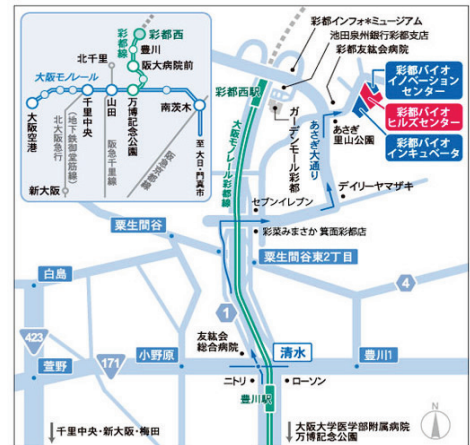 彩都西
彩都線
豊川
阪大病院前
北千里
大阪モノレール
大阪空港
千里中央
山田
万博記念公園
南茨木
至 大日・門真市
北大阪急行
(地下鉄御堂筋線)
阪急千里線
阪急京都線
新大阪
彩都インフォ*ミュージアム
池田泉州銀行彩都支店
彩都友紘会病院
彩都西駅
ガーデンモール彩都
あさぎ大通り
あさぎ
里山公園
彩都バイオ
イノベーション
センター
彩都バイオ
ヒルズセンター
彩都バイオ
インキュベータ
大阪モノレール彩都線
デイリーヤマザキ
セブンイレブン
彩菜みまさか 箕面彩都店
粟生間谷
粟生間谷東2丁目
白島
4
1
423
171
萱野
小野原
友紘会
総合病院
清水
豊川1
ニトリ
ローソン
豊川駅
千里中央・新大阪・梅田
大阪大学医学部附属病院
万博記念公園
N